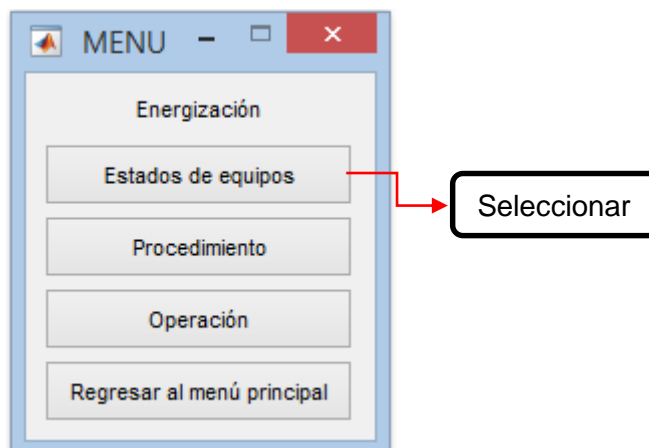 MENU
Energización
Estados de equipos
Seleccionar
Procedimiento
Operación
Regresar al menú principal